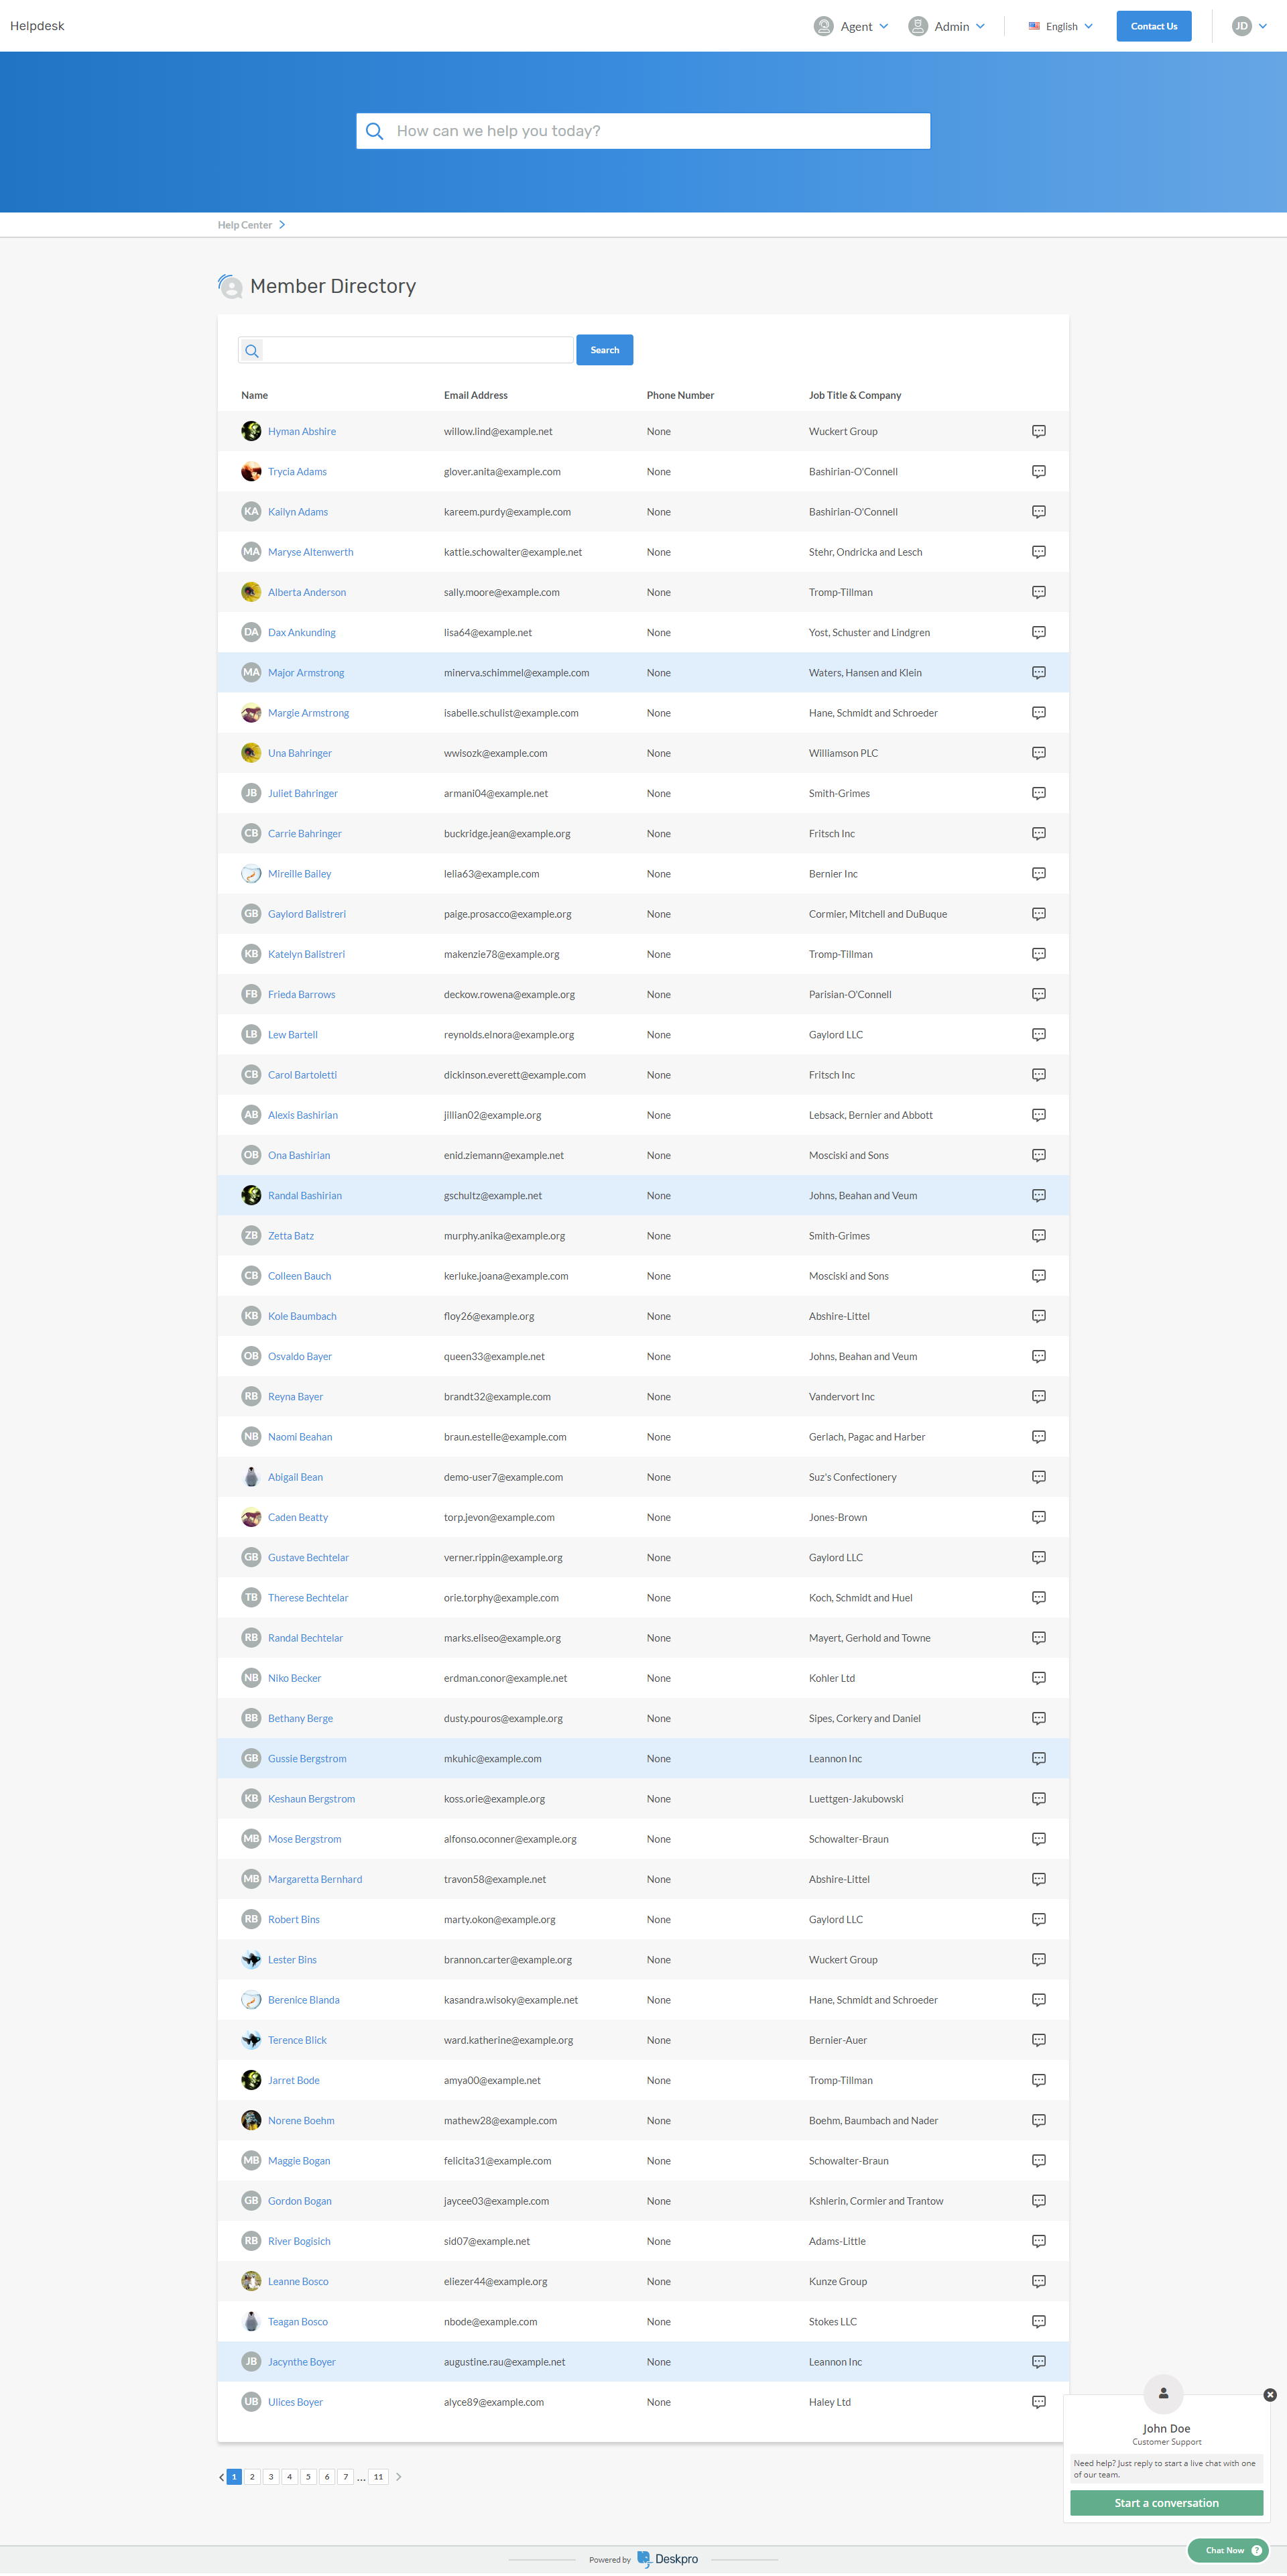 Helpdesk
Agent
Admin
English
Contact Us
JD
How can we help you today?
Help Center
Member Directory
Search
Name Email Address Phone Number Job Title & Company
Hyman Abshire willow.lind@example.net None Wuckert Group
Trycia Adams glover.anita@example.com None Bashirian-O'Connell
KA Kailyn Adams kareem.purdy@example.com None Bashirian-O'Connell
MA Maryse Altenwerth kattie.schowalter@example.net None Stehr, Ondricka and Lesch
Alberta Anderson sally.moore@example.com None Tromp-Tillman
DA Dax Ankunding lisa64@example.net None Yost, Schuster and Lindgren
MA Major Armstrong minerva.schimmel@example.com None Waters, Hansen and Klein
Margie Armstrong isabelle.schulist@example.com None Hane, Schmidt and Schroeder
Una Bahringer wwisozk@example.com None Williamson PLC
JB Juliet Bahringer armani04@example.net None Smith-Grimes
CB Carrie Bahringer buckridge.jean@example.org None Fritsch Inc
Mireille Bailey lelia63@example.com None Bernier Inc
GB Gaylord Balistreri paige.prosacco@example.org None Cormier, Mitchell and DuBuque
KB Katelyn Balistreri makenzie78@example.org None Tromp-Tillman
FB Frieda Barrows deckow.rowena@example.org None Parisian-O'Connell
LB Lew Bartell reynolds.elnora@example.org None Gaylord LLC
CB Carol Bartoletti dickinson.everett@example.com None Fritsch Inc
AB Alexis Bashirian jillian02@example.org None Lebsack, Bernier and Abbott
OB Ona Bashirian enid.ziemann@example.net None Mosciski and Sons
Randal Bashirian gschultz@example.net None Johns, Beahan and Veum
ZB Zetta Batz murphy.anika@example.org None Smith-Grimes
CB Colleen Bauch kerluke.joana@example.com None Mosciski and Sons
KB Kole Baumbach floy26@example.org None Abshire-Littel
OB Osvaldo Bayer queen33@example.net None Johns, Beahan and Veum
RB Reyna Bayer brandt32@example.com None Vandervort Inc
NB Naomi Beahan braun.estelle@example.com None Gerlach, Pagac and Harber
Abigail Bean demo-user7@example.com None Suz's Confectionery
Caden Beatty torp.jevon@example.com None Jones-Brown
GB Gustave Bechtelar verner.rippin@example.org None Gaylord LLC
TB Therese Bechtelar orie.torphy@example.com None Koch, Schmidt and Huel
RB Randal Bechtelar marks.eliseo@example.org None Mayert, Gerhold and Towne
NB Niko Becker erdman.conor@example.net None Kohler Ltd
BB Bethany Berge dusty.pouros@example.org None Sipes, Corkery and Daniel
GB Gussie Bergstrom mkuhic@example.com None Leannon Inc
KB Keshaun Bergstrom koss.orie@example.org None Luettgen-Jakubowski
MB Mose Bergstrom alfonso.oconner@example.org None Schowalter-Braun
MB Margaretta Bernhard travon58@example.net None Abshire-Littel
RB Robert Bins marty.okon@example.org None Gaylord LLC
Lester Bins brannon.carter@example.org None Wuckert Group
Berenice Blanda kasandra.wisoky@example.net None Hane, Schmidt and Schroeder
Terence Blick ward.katherine@example.org None Bernier-Auer
Jarret Bode amya00@example.net None Tromp-Tillman
Norene Boehm mathew28@example.com None Boehm, Baumbach and Nader
MB Maggie Bogan felicita31@example.com None Schowalter-Braun
GB Gordon Bogan jaycee03@example.com None Kshlerin, Cormier and Trantow
RB River Bogisich sid07@example.net None Adams-Little
Leanne Bosco eliezer44@example.org None Kunze Group
Teagan Bosco nbode@example.com None Stokes LLC
JB Jacynthe Boyer augustine.rau@example.net None Leannon Inc
UB Ulices Boyer alyce89@example.com None Haley Ltd
John Doe
Customer Support
Need help? Just reply to start a live chat with one
of our team.
Start a conversation
1 2 3 4 5 6 7 ... 11
Chat Now ?
Powered by Deskpro